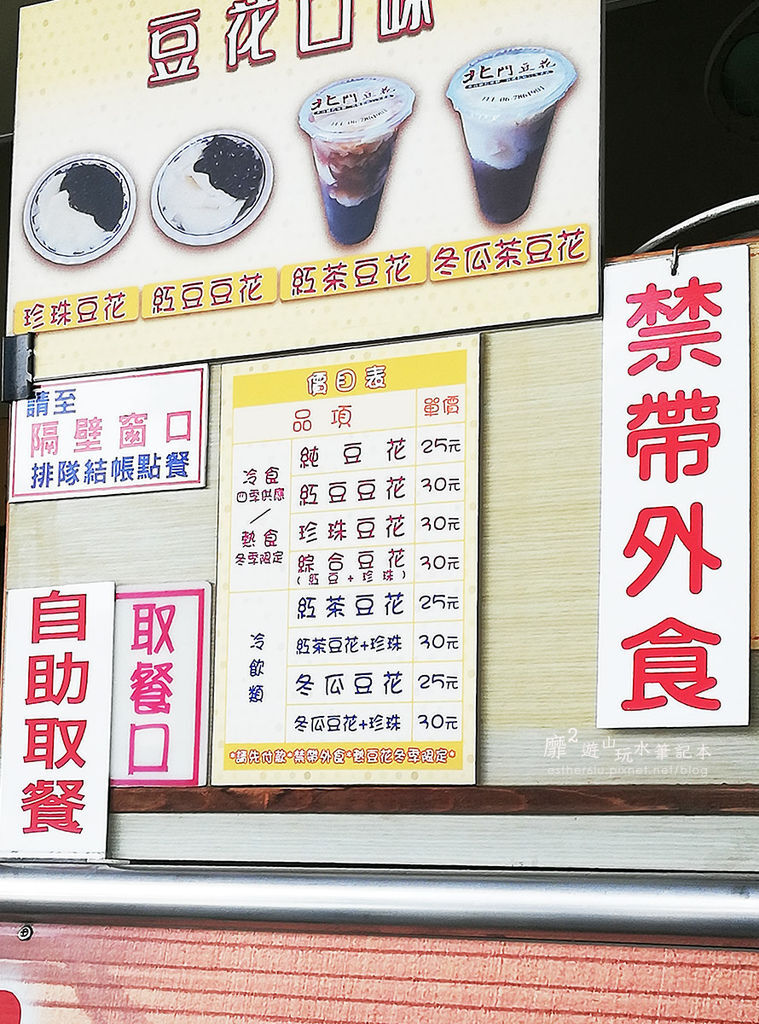 豆花口味
北門豆花
TEL:06-7861901
北門豆花
TEL:06-7861901
珍珠豆花
紅豆豆花
紅茶豆花
冬瓜茶豆花
請至
隔壁窗口
排隊結帳點餐
價目表
品項 單價
冷食
四季供應
／
熱食
冬季限定
純豆花 25元
紅豆豆花 30元
珍珠豆花 30元
綜合豆花 30元
(紅豆+珍珠)
冷飲類
紅茶豆花 25元
紅茶豆花+珍珠 30元
冬瓜豆花 25元
冬瓜豆花+珍珠 30元
*請先付款*禁帶外食*熱豆花冬季限定*
禁帶外食
自助取餐
取餐口
靡²遊山玩水筆記本
estherslu.pixnet.net/blog